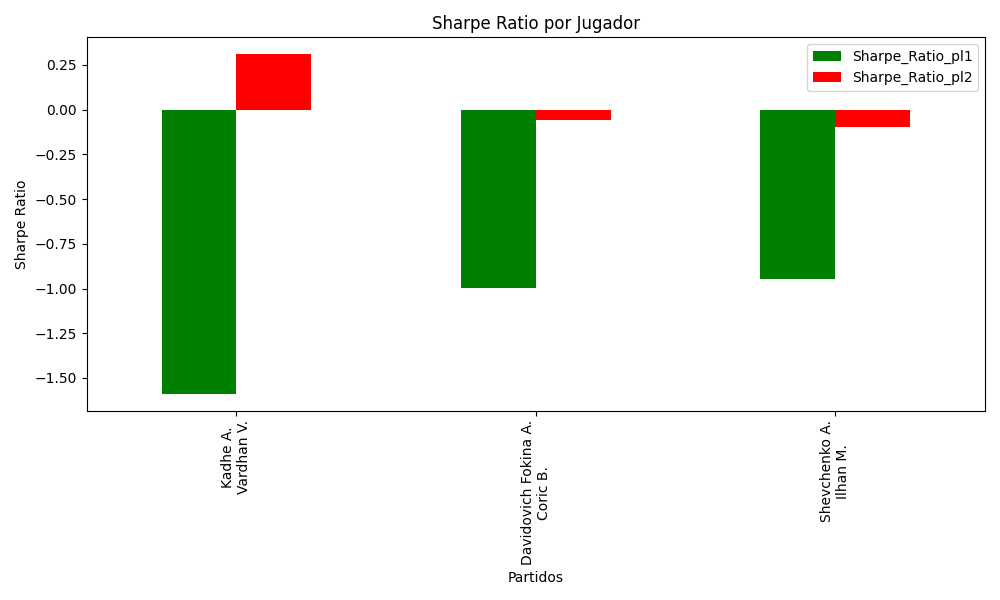 Sharpe Ratio por Jugador
Sharpe_Ratio_pl1
Sharpe_Ratio_pl2
0.25
0.00
−0.25
−0.50
−0.75
−1.00
−1.25
−1.50
Sharpe Ratio
Kadhe A.
Vardhan V.
Davidovich Fokina A.
Coric B.
Shevchenko A.
Ilhan M.
Partidos